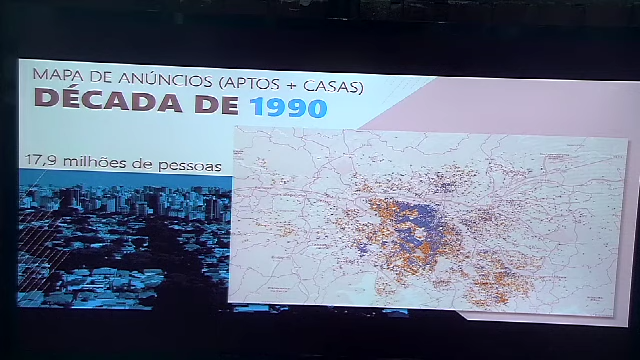 MAPA DE ANÚNCIOS (APTOS + CASAS)
DÉCADA DE 1990
17,9 milhões de pessoas